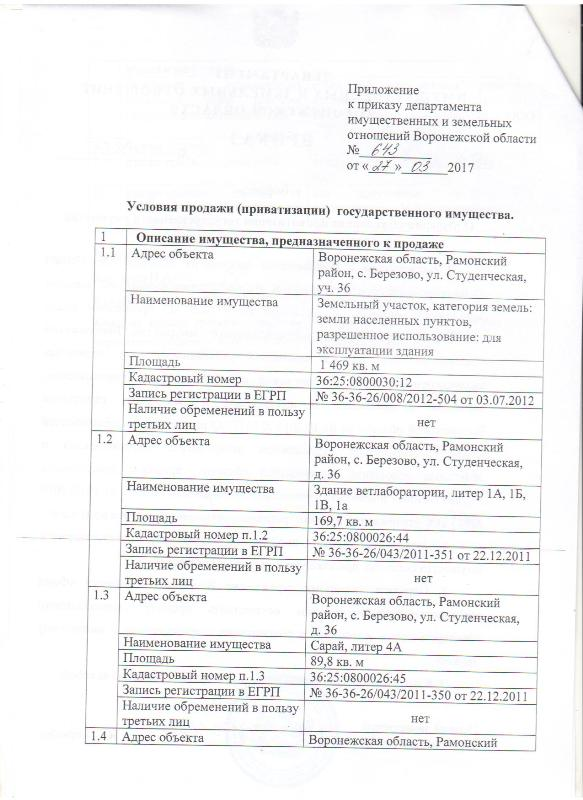 Приложение
к приказу департамента
имущественных и земельных
отношений Воронежской области
№ 643
от « 27 » 03 2017
Условия продажи (приватизации) государственного имущества.
1 Описание имущества, предназначенного к продаже
1.1 Адрес объекта Воронежская область, Рамонский
район, с. Березово, ул. Студенческая,
уч. 36
Наименование имущества Земельный участок, категория земель:
земли населенных пунктов,
разрешенное использование: для
эксплуатации здания
Площадь 1 469 кв. м
Кадастровый номер 36:25:0800030:12
Запись регистрации в ЕГРП № 36-36-26/008/2012-504 от 03.07.2012
Наличие обременений в пользу
третьих лиц нет
1.2 Адрес объекта Воронежская область, Рамонский
район, с. Березово, ул. Студенческая,
д. 36
Наименование имущества Здание ветлаборатории, литер 1А, 1Б,
1В, 1а
Площадь 169,7 кв. м
Кадастровый номер п.1.2 36:25:0800026:44
Запись регистрации в ЕГРП № 36-36-26/043/2011-351 от 22.12.2011
Наличие обременений в пользу
третьих лиц нет
1.3 Адрес объекта Воронежская область, Рамонский
район, с. Березово, ул. Студенческая,
д. 36
Наименование имущества Сарай, литер 4А
Площадь 89,8 кв. м
Кадастровый номер п.1.3 36:25:0800026:45
Запись регистрации в ЕГРП № 36-36-26/043/2011-350 от 22.12.2011
Наличие обременений в пользу
третьих лиц нет
1.4 Адрес объекта Воронежская область, Рамонский